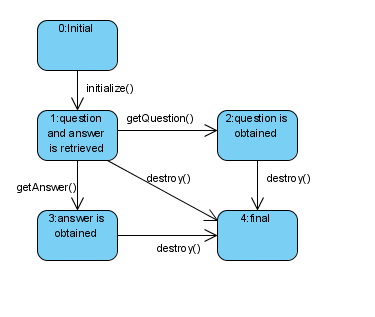 0:Initial
initialize()
1:question
and answer
is retrieved
getQuestion()
2:question is
obtained
getAnswer()
destroy()
destroy()
3:answer is
obtained
destroy()
4:final